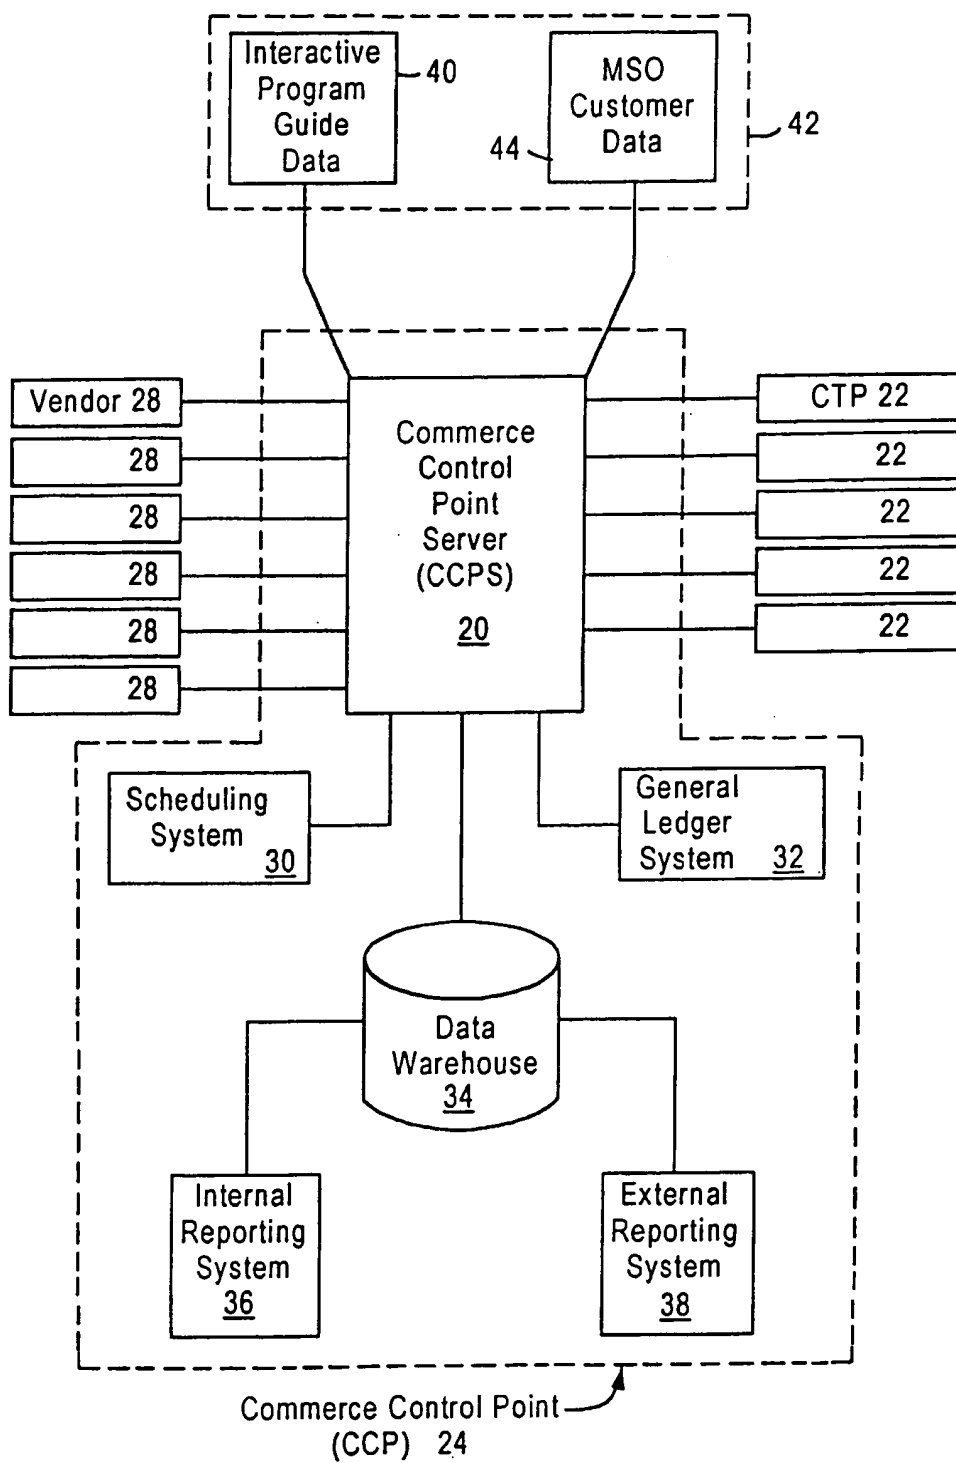 Interactive
Program
Guide
Data
40
MSO
Customer
Data
44
42
Vendor 28
28
28
28
28
28
Commerce
Control
Point
Server
(CCPS)
20
CTP 22
22
22
22
22
Scheduling
System
30
General
Ledger
System 32
Data
Warehouse
34
Internal
Reporting
System
36
External
Reporting
System
38
Commerce Control Point
(CCP) 24